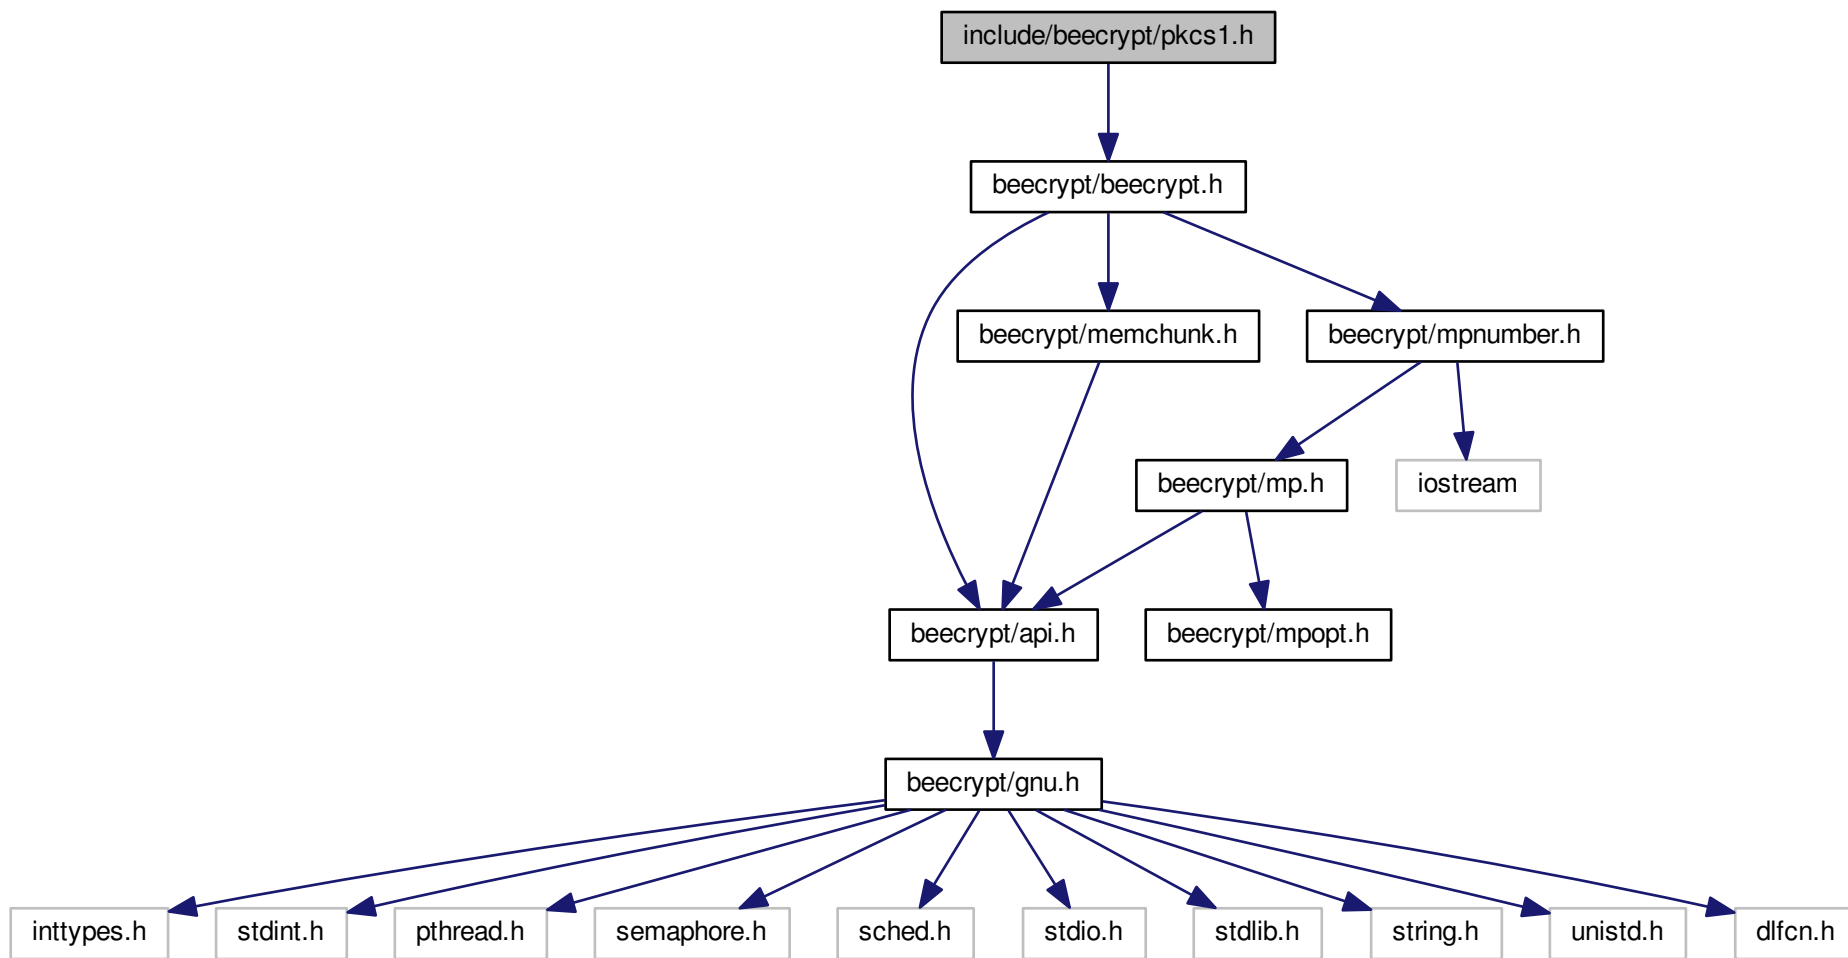 include/beecrypt/pkcs1.h
beecrypt/beecrypt.h
beecrypt/memchunk.h
beecrypt/mpnumber.h
beecrypt/mp.h
iostream
beecrypt/api.h
beecrypt/mpopt.h
beecrypt/gnu.h
inttypes.h
stdint.h
pthread.h
semaphore.h
sched.h
stdio.h
stdlib.h
string.h
unistd.h
dlfcn.h